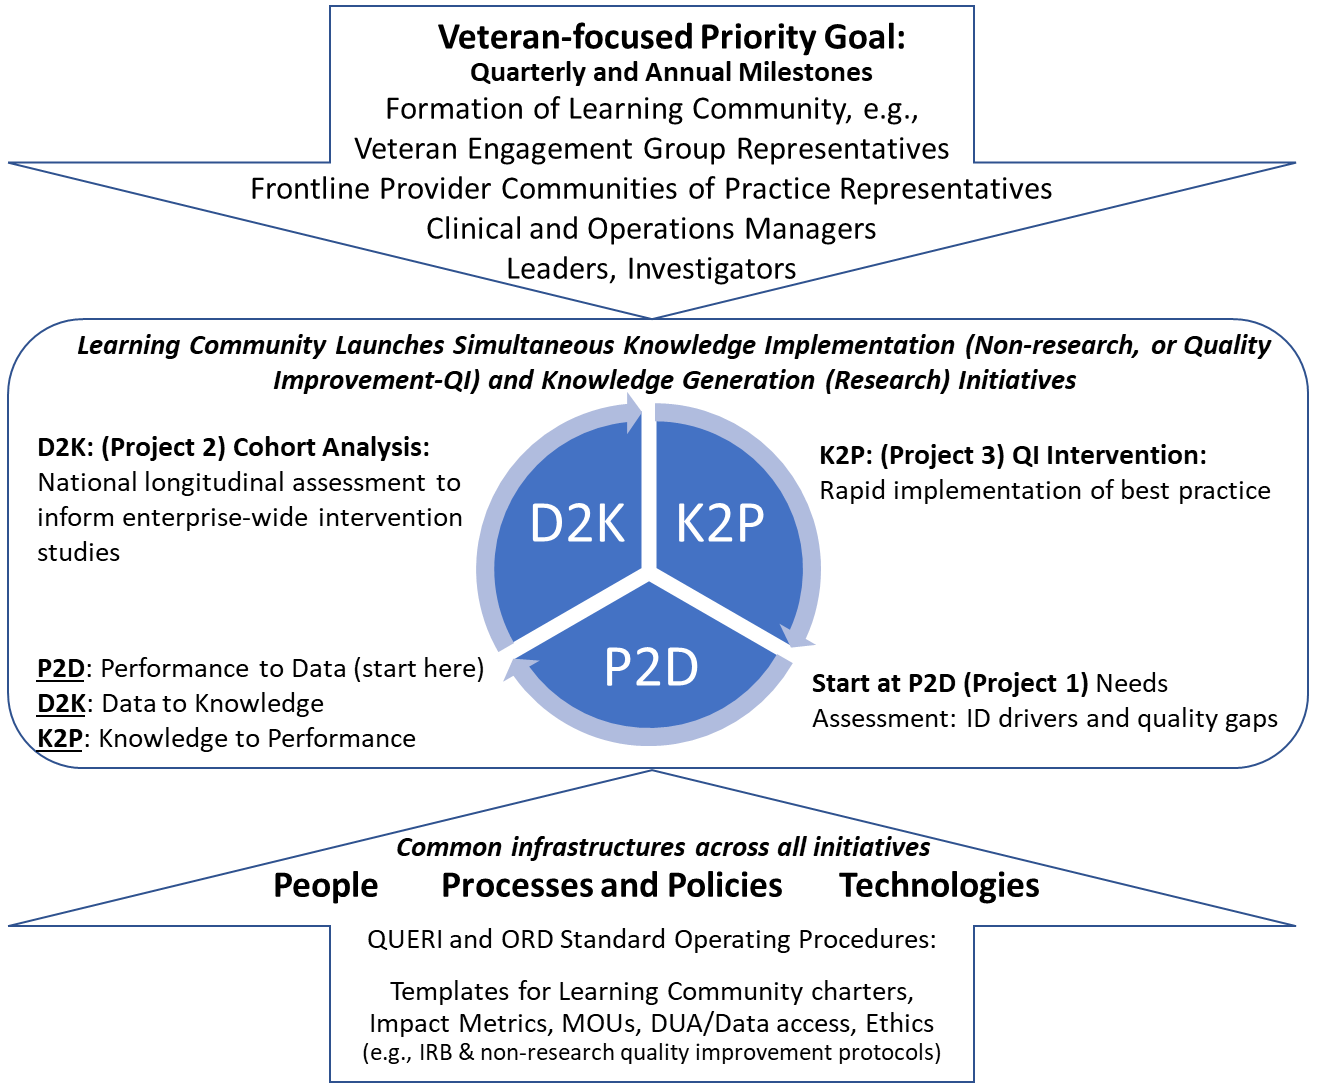 Veteran-focused Priority Goal:
Quarterly and Annual Milestones
Formation of Learning Community, e.g.,
Veteran Engagement Group Representatives
Frontline Provider Communities of Practice Representatives
Clinical and Operations Managers
Leaders, Investigators
Learning Community Launches Simultaneous Knowledge Implementation (Non-research, or Quality
Improvement-QI) and Knowledge Generation (Research) Initiatives
D2K: (Project 2) Cohort Analysis:
National longitudinal assessment to
inform enterprise-wide intervention
studies
D2K
K2P
P2D
K2P: (Project 3) QI Intervention:
Rapid implementation of best practice
P2D: Performance to Data (start here)
D2K: Data to Knowledge
K2P: Knowledge to Performance
Start at P2D (Project 1) Needs
Assessment: ID drivers and quality gaps
Common infrastructures across all initiatives
People Processes and Policies Technologies
QUERI and ORD Standard Operating Procedures:
Templates for Learning Community charters,
Impact Metrics, MOUs, DUA/Data access, Ethics
(e.g., IRB & non-research quality improvement protocols)